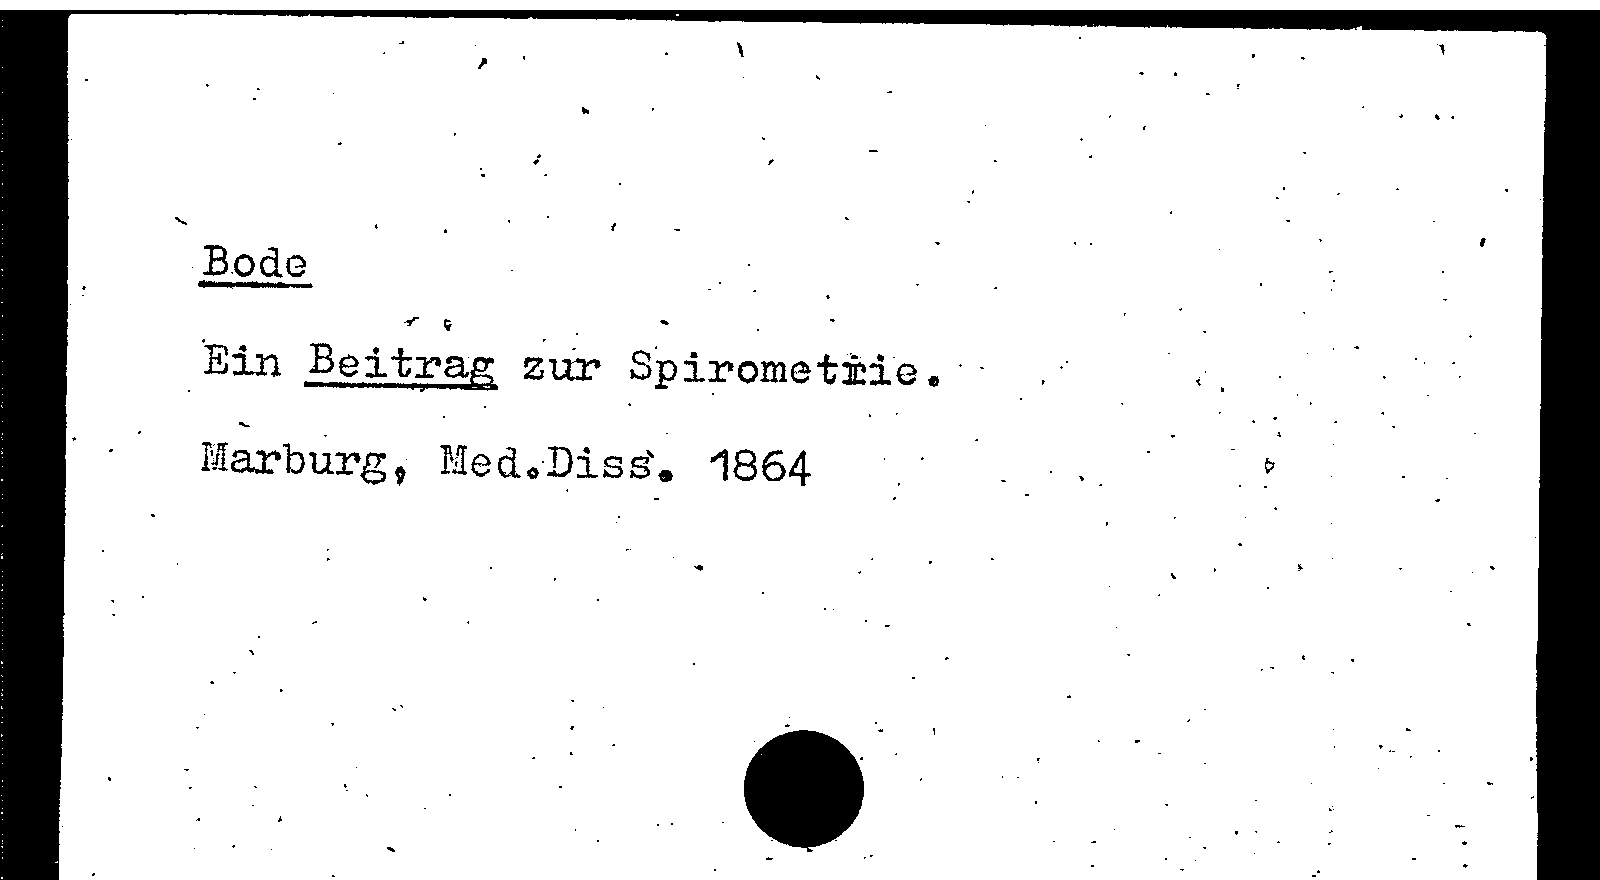 Bode
Ein Beitrag zur Spirometrie.
Marburg, Med.Diss. 1864